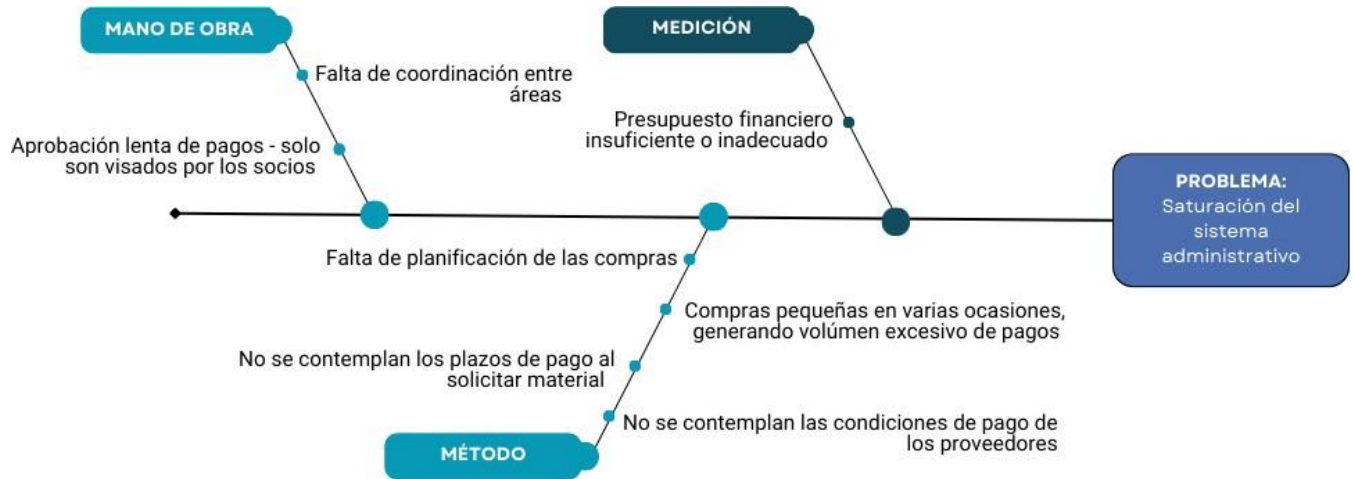 MANO DE OBRA
MEDICIÓN
Falta de coordinación entre
áreas
Presupuesto financiero
insuficiente o inadecuado
Aprobación lenta de pagos - solo
son visados por los socios
PROBLEMA:
Saturación del
sistema
administrativo
Falta de planificación de las compras
Compras pequeñas en varias ocasiones,
generando volúmen excesivo de pagos
No se contemplan los plazos de pago al
solicitar material
No se contemplan las condiciones de pago de
los proveedores
MÉTODO